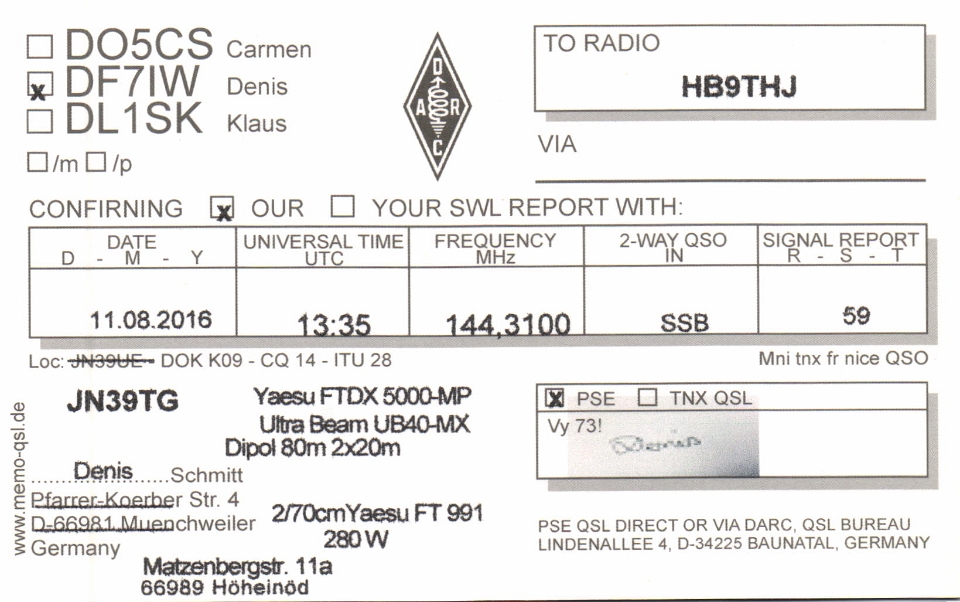 DO5CS Carmen
x DF7IW Denis
DL1SK Klaus
/m /p
D A R C
TO RADIO
HB9THJ
VIA
CONFIRMING x OUR YOUR SWL REPORT WITH:
DATE D - M - Y UNIVERSAL TIME UTC FREQUENCY MHz 2-WAY QSO IN SIGNAL REPORT R - S - T
11.08.2016 13:35 144,3100 SSB 59
Loc: JN39UE - DOK K09 - CQ 14 - ITU 28
Mni tnx fr nice QSO
JN39TG
Yaesu FTDX 5000-MP
Ultra Beam UB40-MX
Dipol 80m 2x20m
x PSE TNX QSL
Vy 73!
Denis
www.memo-qsl.de
Denis Schmitt
Pfarrer-Koerber Str. 4
D-66981 Muenchweiler
Germany
2/70cmYaesu FT 991
280 W
Matzenbergstr. 11a
66989 Höheinöd
PSE QSL DIRECT OR VIA DARC, QSL BUREAU
LINDENALLEE 4, D-34225 BAUNATAL, GERMANY